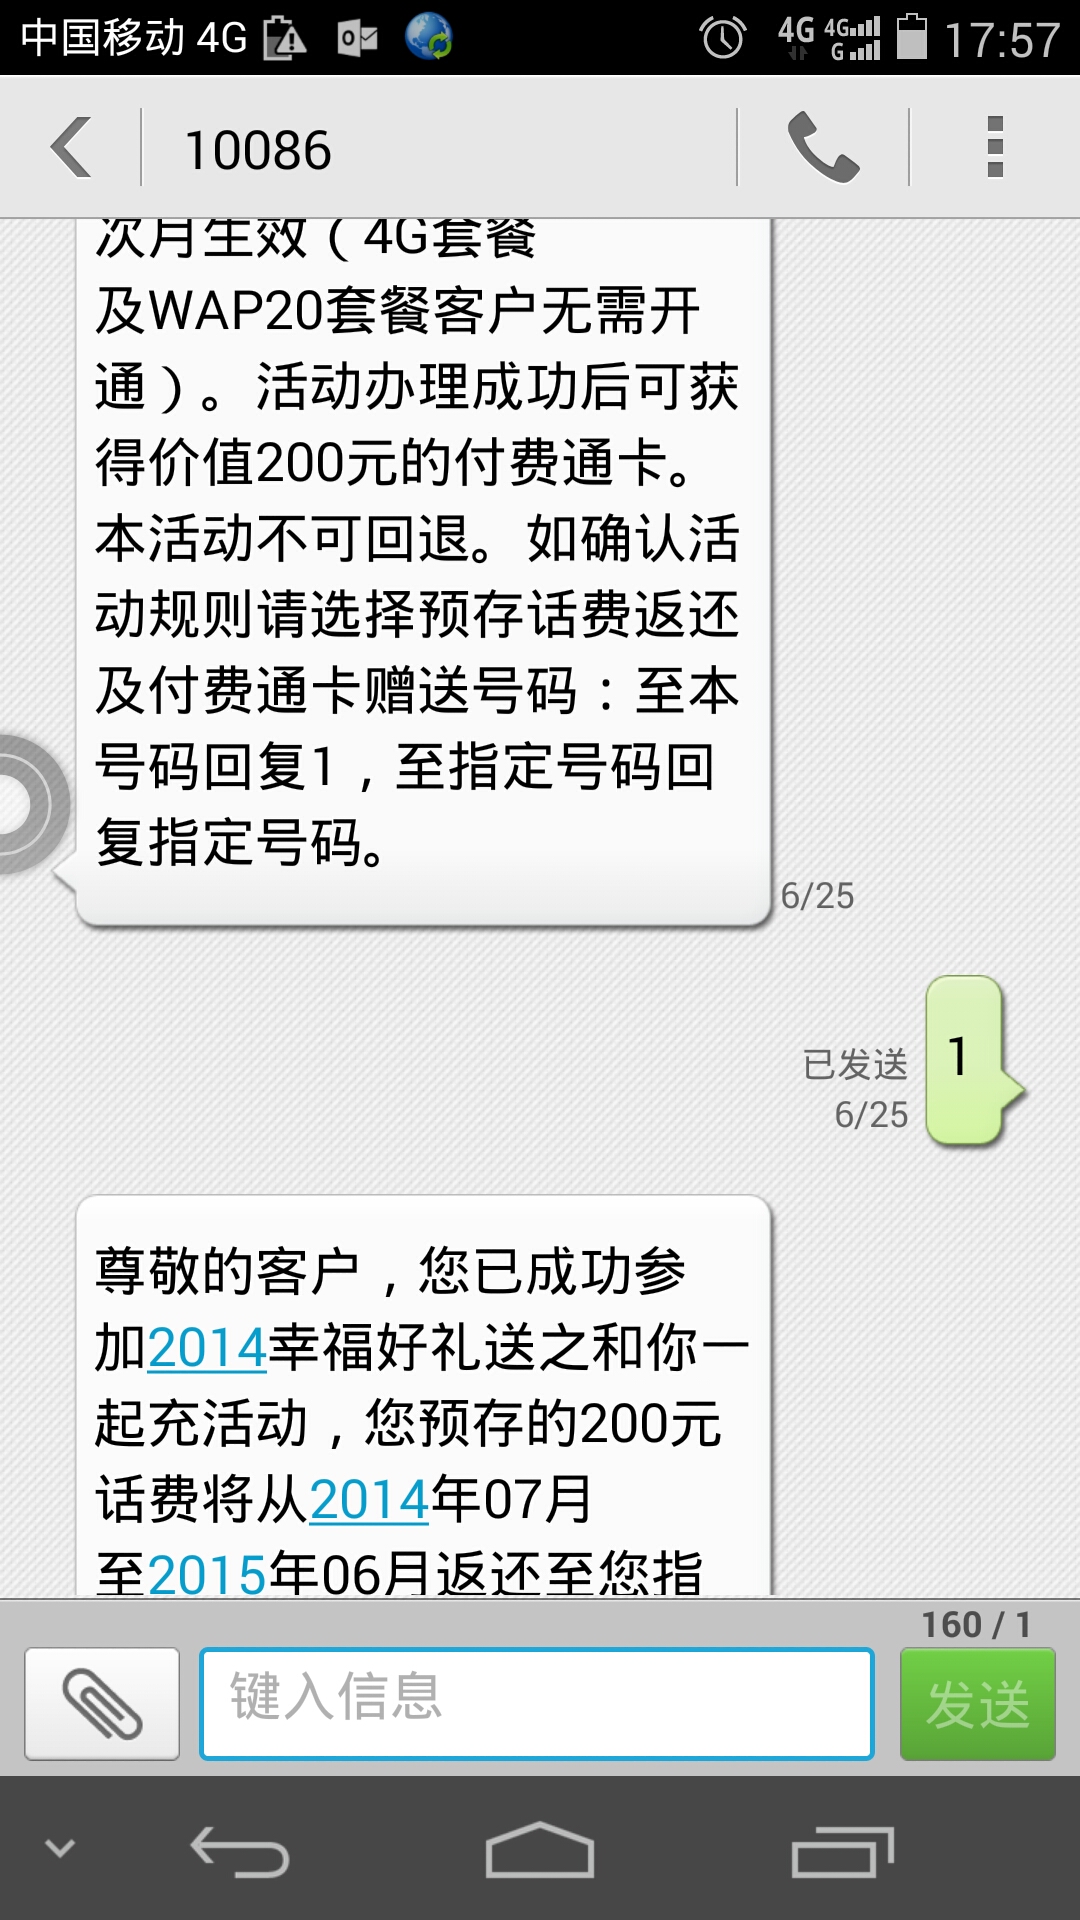 中国移动 4G
4G 4G G 17:57
10086
次月生效（4G套餐
及WAP20套餐客户无需开
通）。活动办理成功后可获
得价值200元的付费通卡。
本活动不可回退。如确认活
动规则请选择预存话费返还
及付费通卡赠送号码：至本
号码回复1，至指定号码回
复指定号码。
6/25
1
已发送
6/25
尊敬的客户，您已成功参
加2014幸福好礼送之和你一
起充活动，您预存的200元
话费将从2014年07月
至2015年06月返还至您指
160 / 1
键入信息
发送